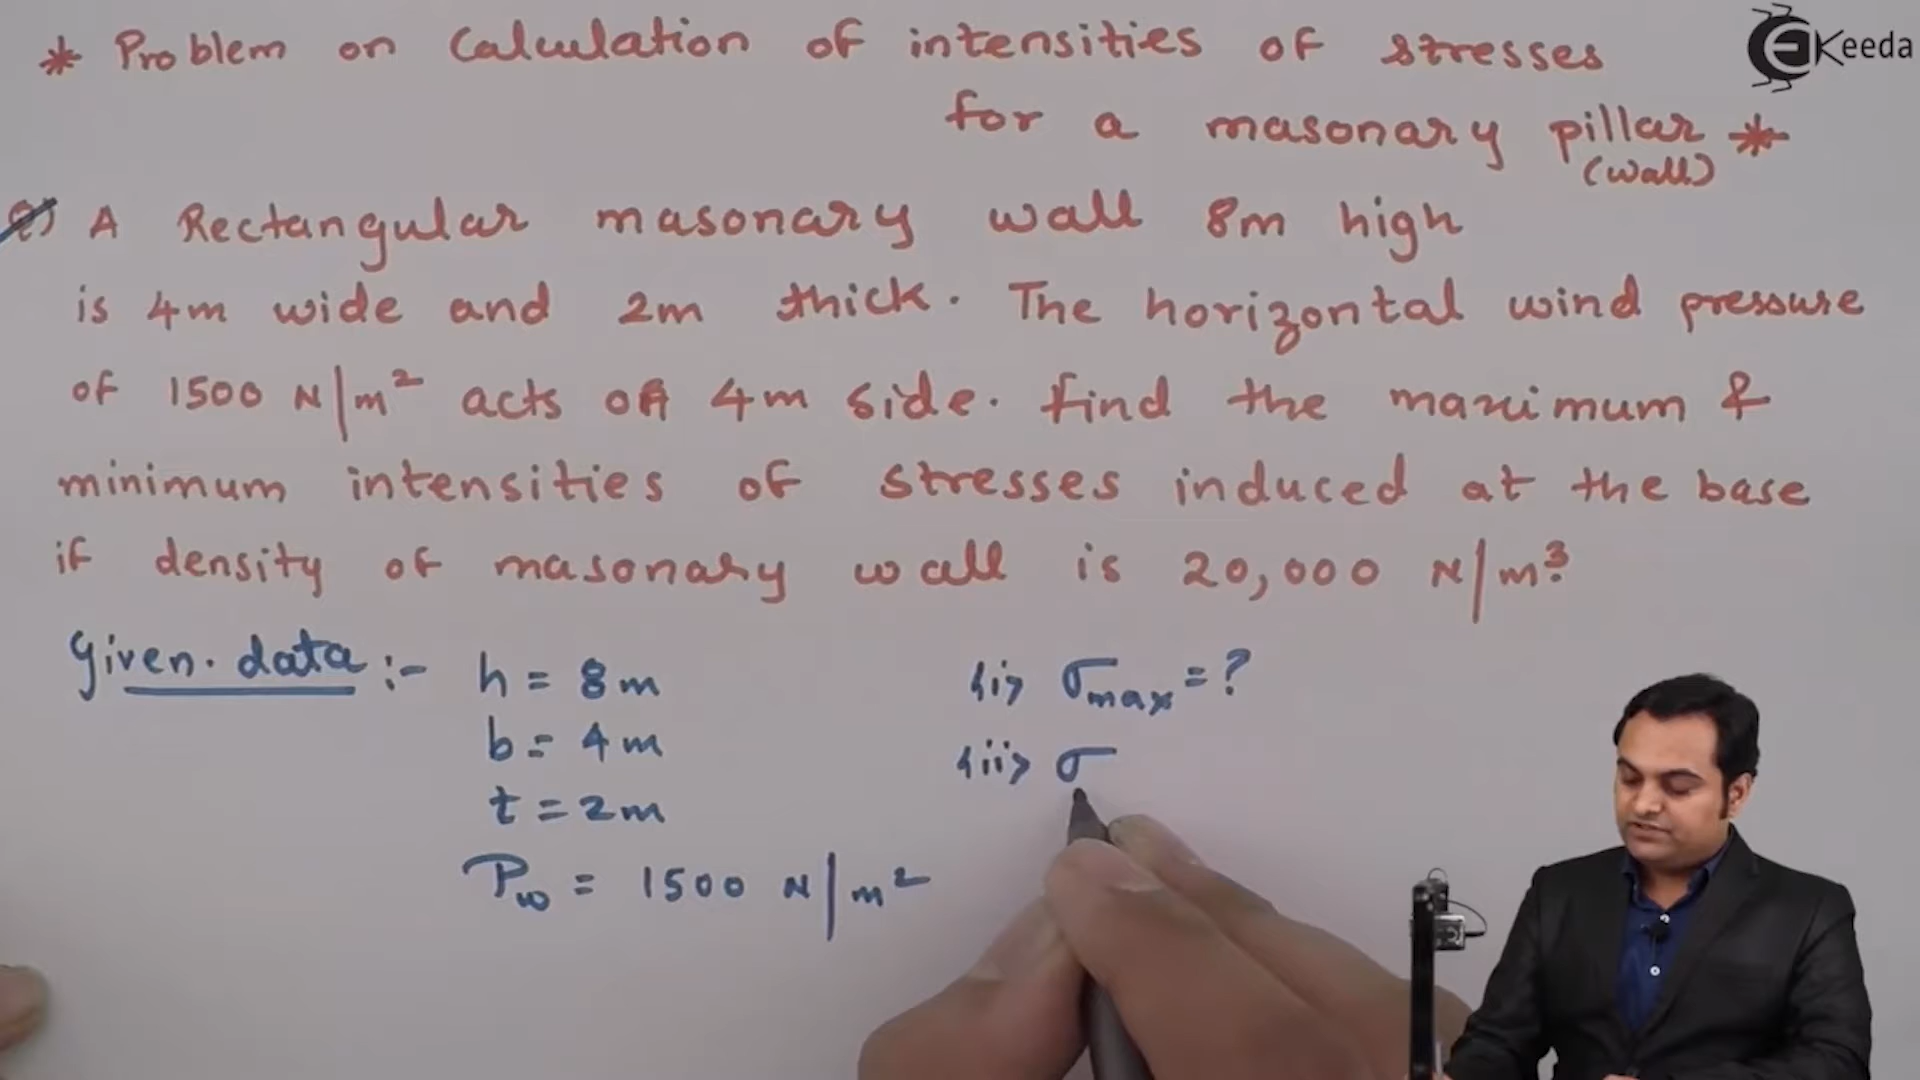 * Problem on Calculation of intensities of stresses
for a masonary pillar *
(wall)
EKeeda
Q) A Rectangular masonary wall 8m high
is 4m wide and 2m thick. The horizontal wind pressure
of 1500 N/m² acts on 4m side. find the maximum &
minimum intensities of stresses induced at the base
if density of masonary wall is 20,000 N/m³?
Given data :- h = 8m
b = 4m
t = 2m
Pw = 1500 N/m²
(i) σmax = ?
(ii) σ